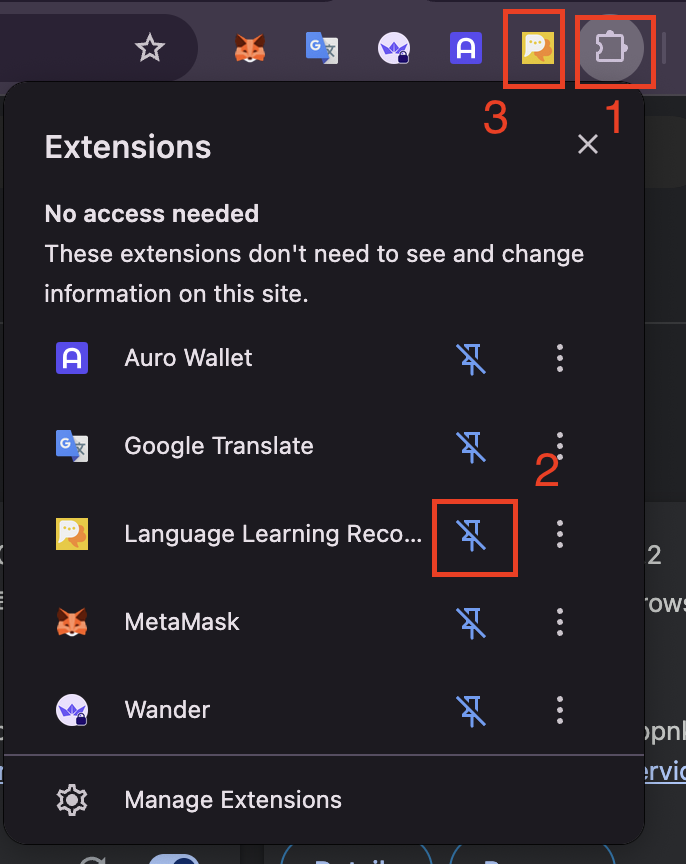 3
1
Extensions
No access needed
These extensions don't need to see and change
information on this site.
Auro Wallet
Google Translate
2
Language Learning Reco...
2
MetaMask
Wander
Manage Extensions